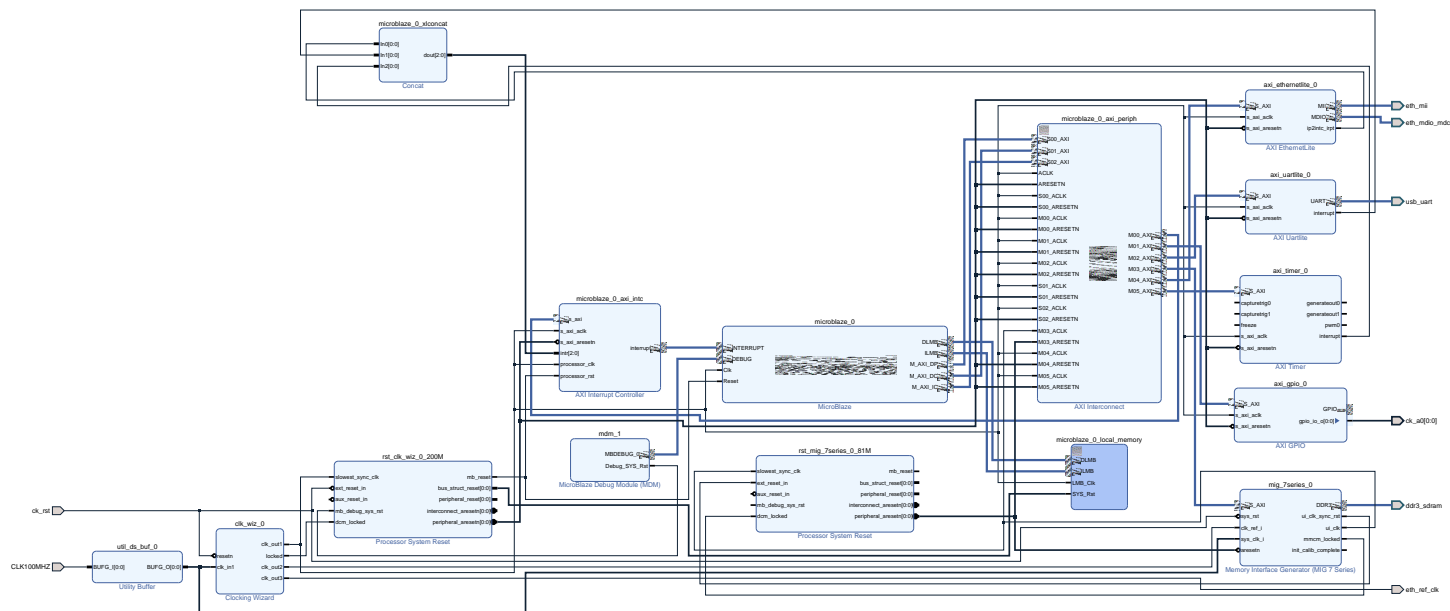 microblaze_0_xlconcat
In0[0:0]
In1[0:0]
In2[0:0]
dout[2:0]
Concat
axi_ethernetlite_0
S_AXI
s_axi_aclk
s_axi_aresetn
MII
MDIO
ip2intc_irpt
AXI EthernetLite
eth_mii
eth_mdio_mdc
microblaze_0_axi_periph
S00_AXI
S01_AXI
S02_AXI
ACLK
ARESETN
S00_ACLK
S00_ARESETN
M00_ACLK
M00_ARESETN
M01_ACLK
M01_ARESETN
M02_ACLK
M02_ARESETN
S01_ACLK
S01_ARESETN
S02_ACLK
S02_ARESETN
M03_ACLK
M03_ARESETN
M04_ACLK
M04_ARESETN
M05_ACLK
M05_ARESETN
M00_AXI
M01_AXI
M02_AXI
M03_AXI
M04_AXI
M05_AXI
AXI Interconnect
axi_uartlite_0
S_AXI
s_axi_aclk
s_axi_aresetn
UART
interrupt
AXI Uartlite
usb_uart
axi_timer_0
S_AXI
capturetrig0
capturetrig1
freeze
s_axi_aclk
s_axi_aresetn
generateout0
generateout1
pwm0
interrupt
AXI Timer
microblaze_0_axi_intc
s_axi
s_axi_aclk
s_axi_aresetn
intr[2:0]
processor_clk
processor_rst
interrupt
AXI Interrupt Controller
microblaze_0
INTERRUPT
DEBUG
Clk
Reset
DLMB
ILMB
M_AXI_DP
M_AXI_DC
M_AXI_IC
MicroBlaze
axi_gpio_0
S_AXI
s_axi_aclk
s_axi_aresetn
GPIO
gpio_io_o[0:0]
AXI GPIO
ck_a0[0:0]
mdm_1
MBDEBUG_0
Debug_SYS_Rst
MicroBlaze Debug Module (MDM)
microblaze_0_local_memory
DLMB
ILMB
LMB_Clk
SYS_Rst
rst_clk_wiz_0_200M
slowest_sync_clk
ext_reset_in
aux_reset_in
mb_debug_sys_rst
dcm_locked
mb_reset
bus_struct_reset[0:0]
peripheral_reset[0:0]
interconnect_aresetn[0:0]
peripheral_aresetn[0:0]
Processor System Reset
rst_mig_7series_0_81M
slowest_sync_clk
ext_reset_in
aux_reset_in
mb_debug_sys_rst
dcm_locked
mb_reset
bus_struct_reset[0:0]
peripheral_reset[0:0]
interconnect_aresetn[0:0]
peripheral_aresetn[0:0]
Processor System Reset
mig_7series_0
S_AXI
sys_rst
clk_ref_i
sys_clk_i
aresetn
DDR3
ui_clk_sync_rst
ui_clk
mmcm_locked
init_calib_complete
Memory Interface Generator (MIG 7 Series)
ddr3_sdram
ck_rst
CLK100MHZ
util_ds_buf_0
BUFG_I[0:0]
BUFG_O[0:0]
Utility Buffer
clk_wiz_0
resetn
clk_in1
clk_out1
locked
clk_out2
clk_out3
Clocking Wizard
eth_ref_clk